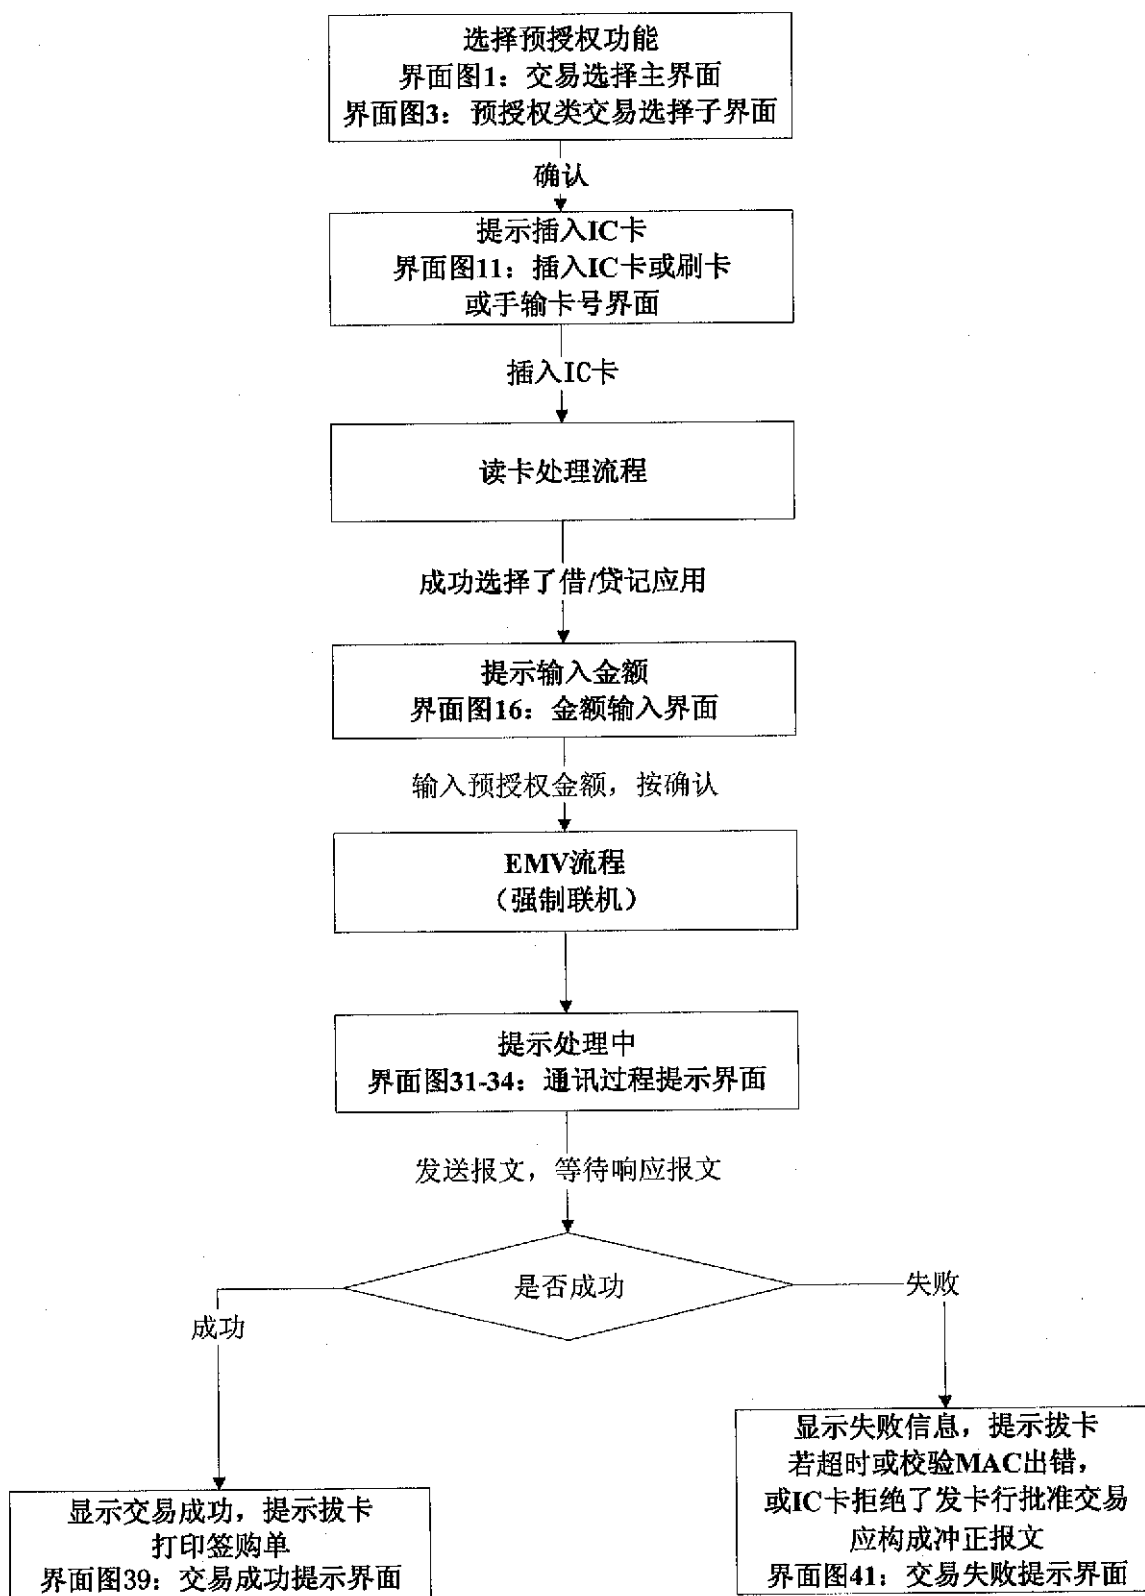 选择预授权功能
界面图1：交易选择主界面
界面图3：预授权类交易选择子界面
确认
提示插入IC卡
界面图11：插入IC卡或刷卡
或手输卡号界面
插入IC卡
读卡处理流程
成功选择了借/贷记应用
提示输入金额
界面图16：金额输入界面
输入预授权金额，按确认
EMV流程
（强制联机）
提示处理中
界面图31-34：通讯过程提示界面
发送报文，等待响应报文
是否成功
失败
成功
显示失败信息，提示拔卡
若超时或校验MAC出错，
或IC卡拒绝了发卡行批准交易
应构成冲正报文
界面图41：交易失败提示界面
显示交易成功，提示拔卡
打印签购单
界面图39：交易成功提示界面